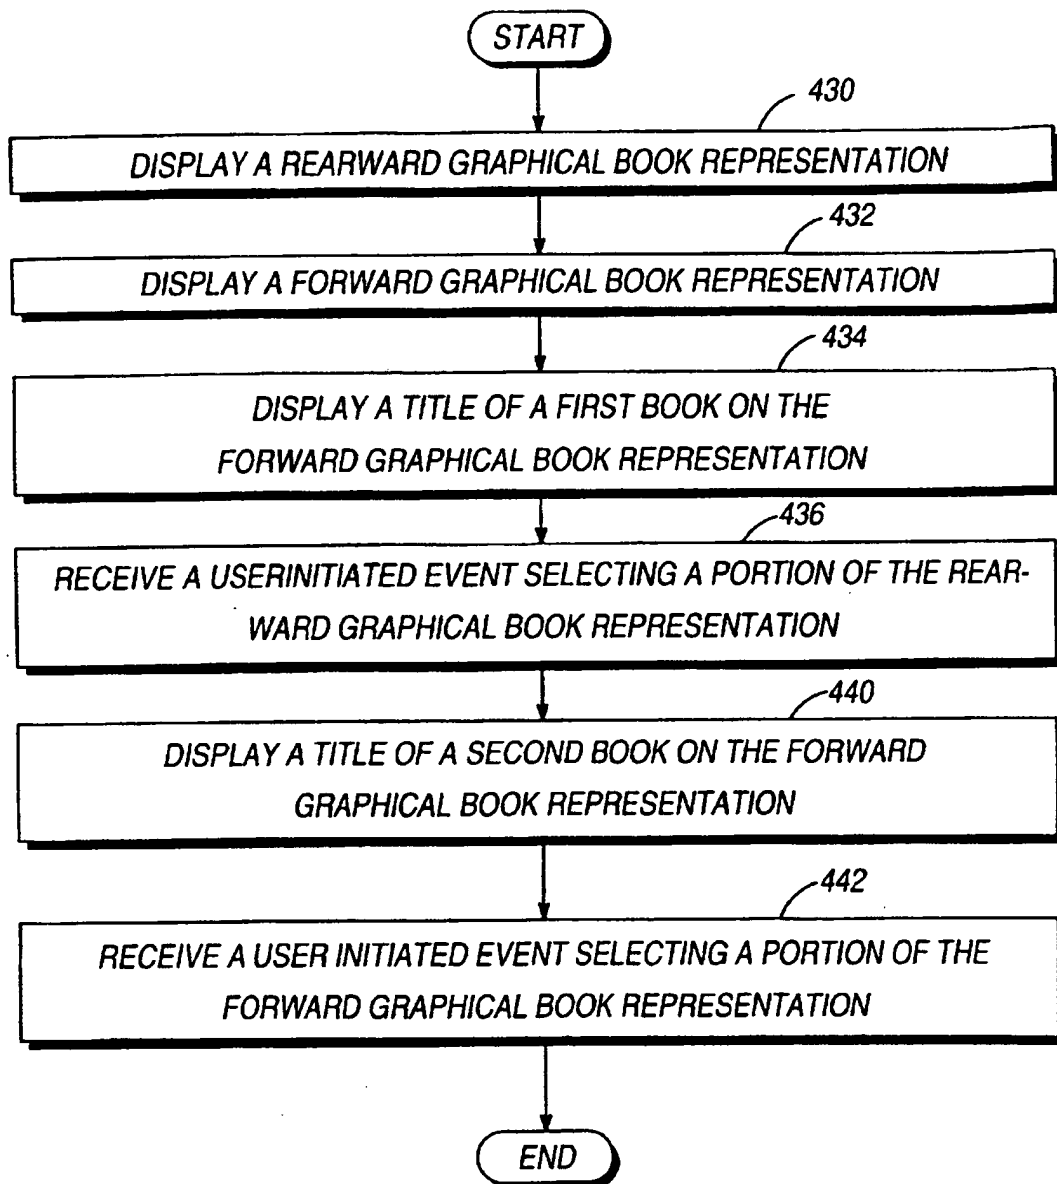 START
430
DISPLAY A REARWARD GRAPHICAL BOOK REPRESENTATION
432
DISPLAY A FORWARD GRAPHICAL BOOK REPRESENTATION
434
DISPLAY A TITLE OF A FIRST BOOK ON THE
FORWARD GRAPHICAL BOOK REPRESENTATION
436
RECEIVE A USERINITIATED EVENT SELECTING A PORTION OF THE REAR-
WARD GRAPHICAL BOOK REPRESENTATION
440
DISPLAY A TITLE OF A SECOND BOOK ON THE FORWARD
GRAPHICAL BOOK REPRESENTATION
442
RECEIVE A USER INITIATED EVENT SELECTING A PORTION OF THE
FORWARD GRAPHICAL BOOK REPRESENTATION
END